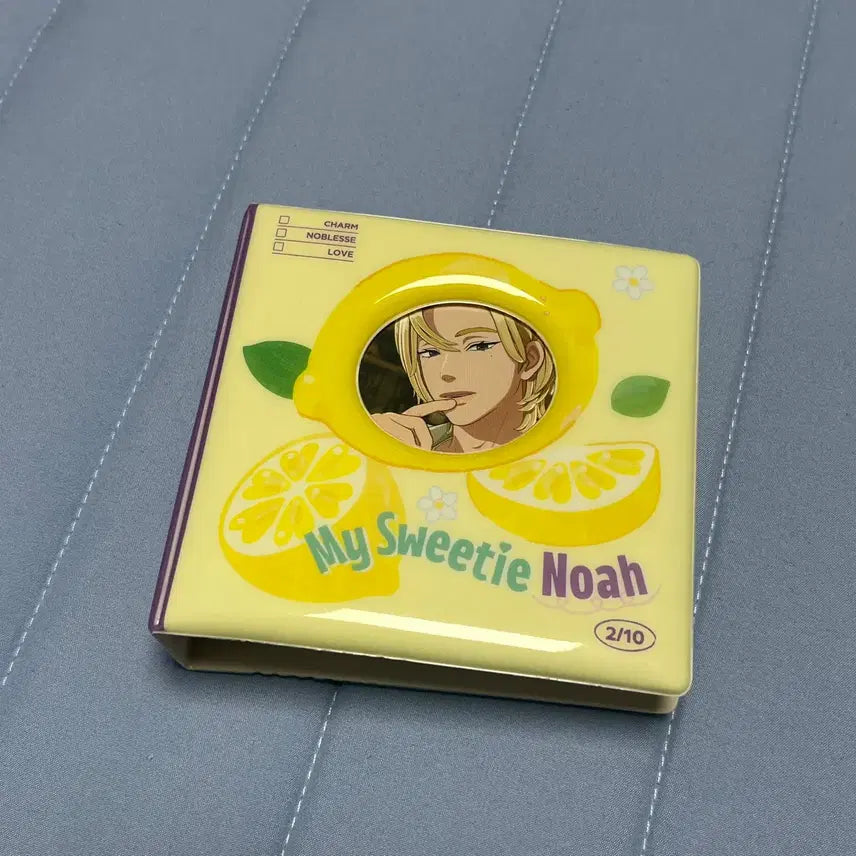 CHARM
NOBLESSE
LOVE
My Sweetie Noah
2/10